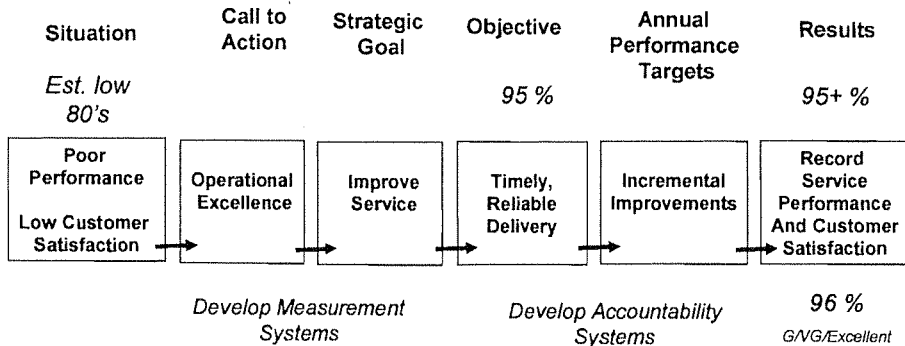 Situation
Call to
Action
Strategic
Goal
Objective
Annual
Performance
Targets
Results
Est. low
80's
95 %
95+ %
Poor
Performance
Low Customer
Satisfaction
Operational
Excellence
Improve
Service
Timely,
Reliable
Delivery
Incremental
Improvements
Record
Service
Performance
And Customer
Satisfaction
Develop Measurement
Systems
Develop Accountability
Systems
96 %
G/VG/Excellent